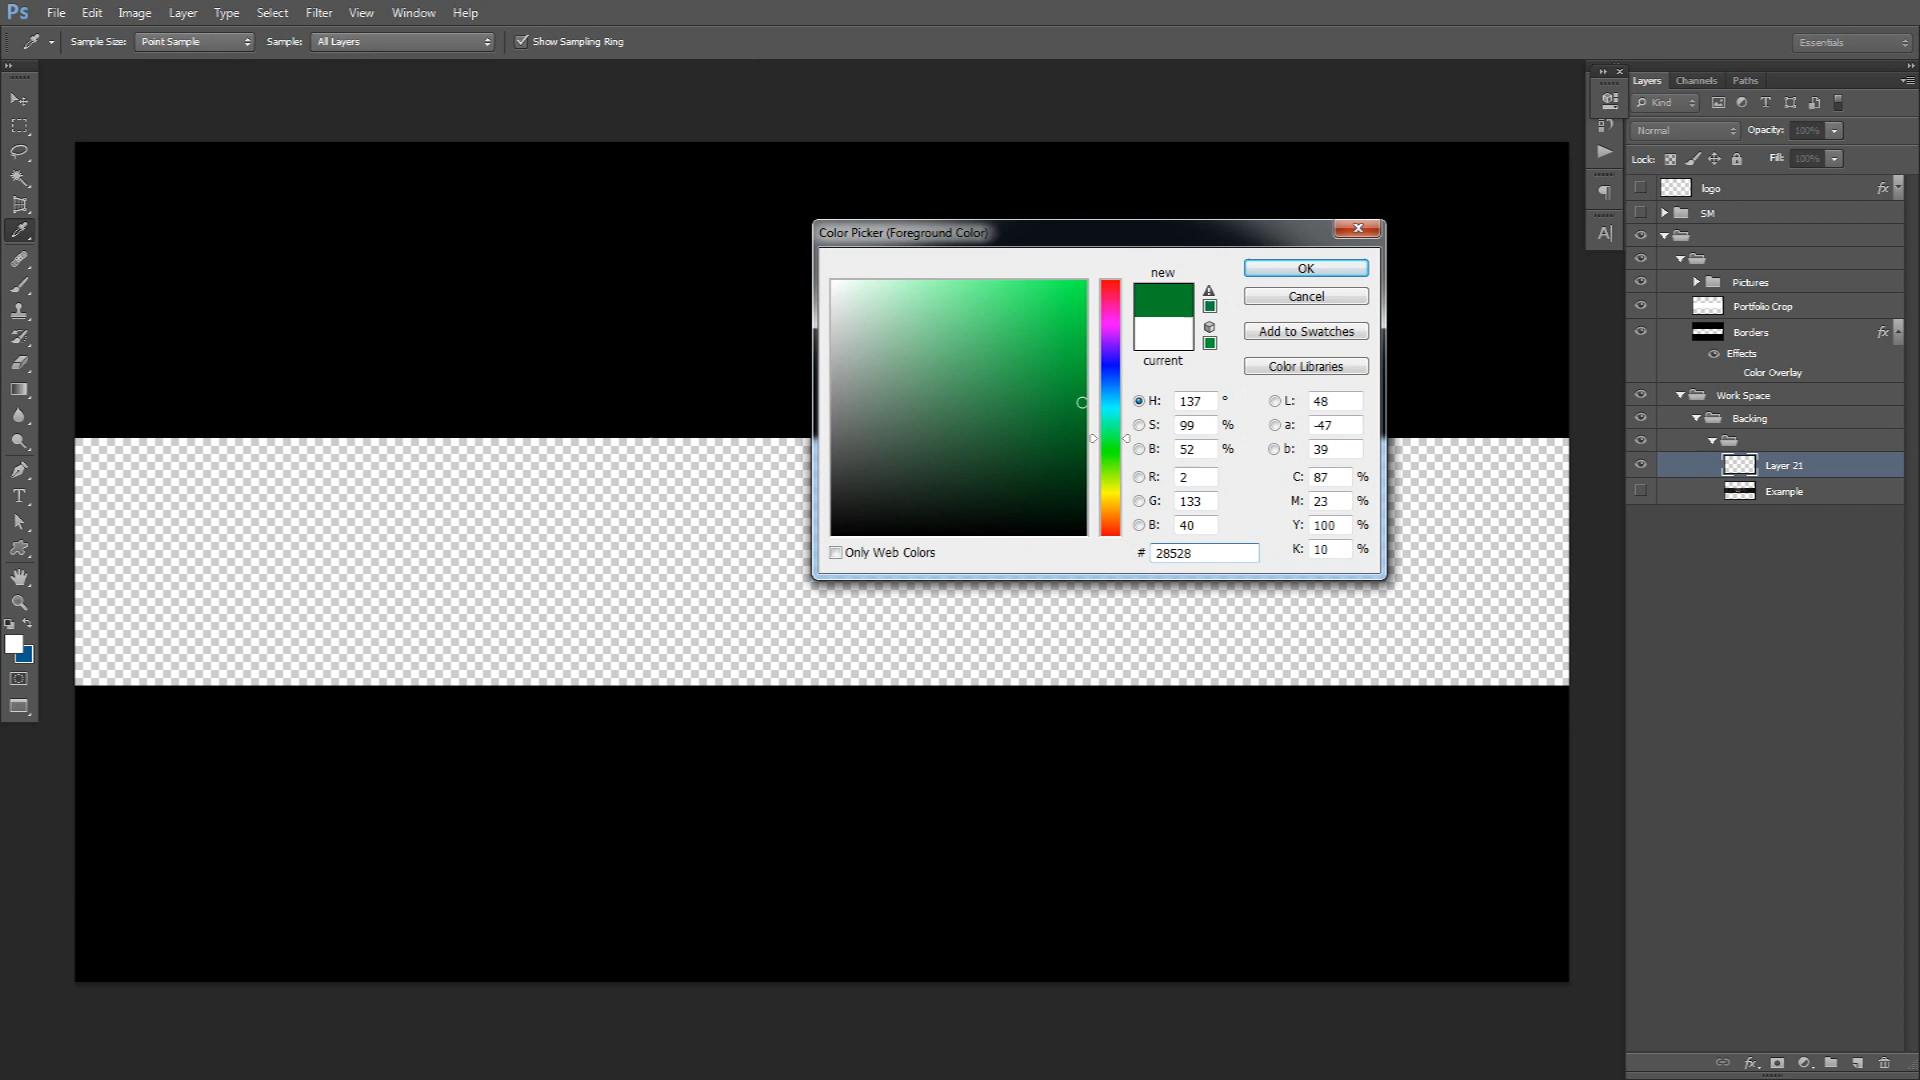 Ps File Edit Image Layer Type Select Filter View Window Help
Sample Size: Point Sample Sample: All Layers Show Sampling Ring Essentials
Layers Channels Paths
Kind
Normal Opacity: 100%
Lock: Fill: 100%
logo fx
SM
Pictures
Portfolio Crop
Borders fx
Effects
Color Overlay
Work Space
Backing
Layer 21
Example
Color Picker (Foreground Color)
new
current
OK
Cancel
Add to Swatches
Color Libraries
H: 137 ° L: 48
S: 99 % a: -47
B: 52 % b: 39
R: 2 C: 87 %
G: 133 M: 23 %
B: 40 Y: 100 %
# 28528 K: 10 %
Only Web Colors
T
A|
fx